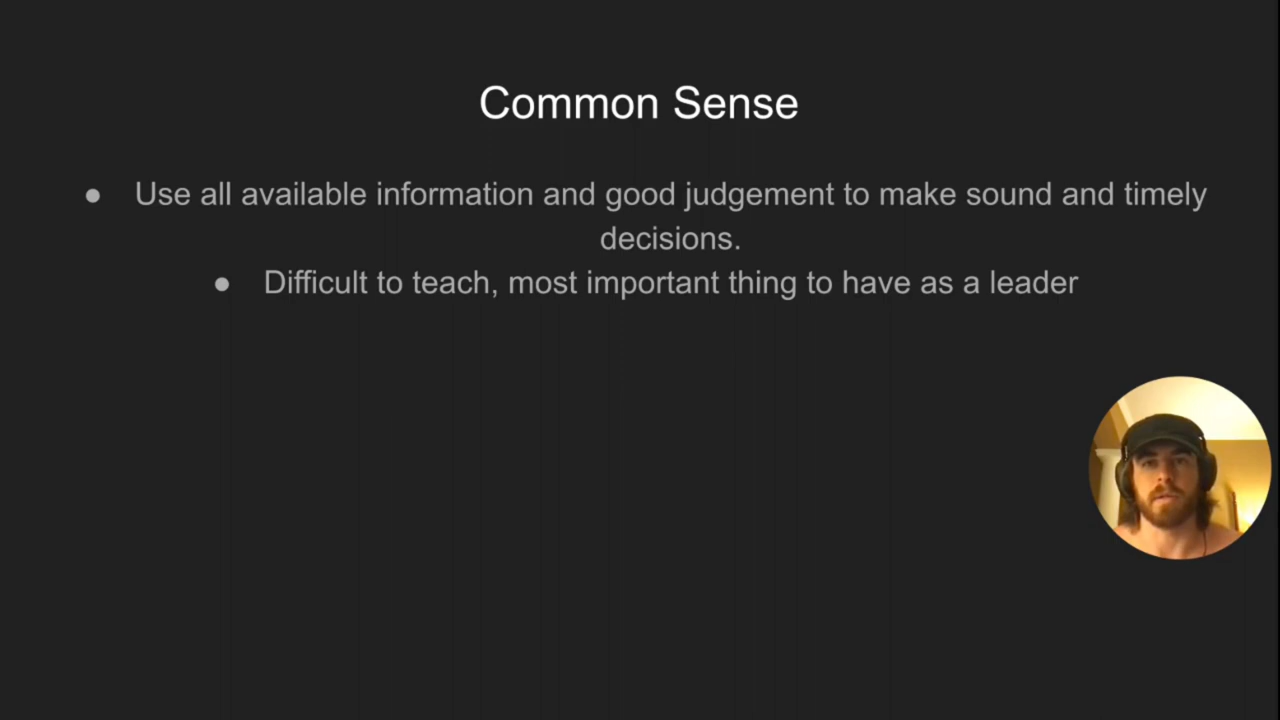 Common Sense
● Use all available information and good judgement to make sound and timely
decisions.
● Difficult to teach, most important thing to have as a leader